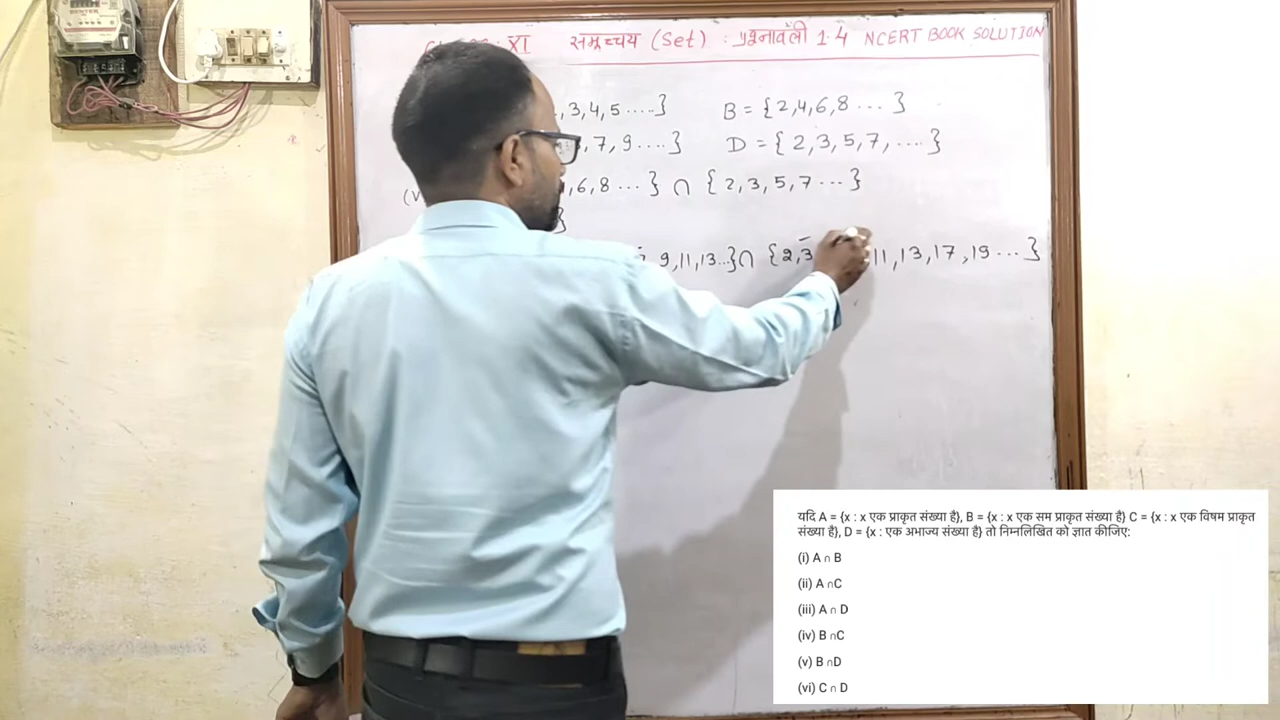 XI समुच्चय (Set) : प्रश्नावली 1.4 NCERT BOOK SOLUTION
,3,4,5.....} B = {2,4,6,8 ... }
,7,9....} D = { 2,3,5,7, .... }
,6,8 ... } ∩ { 2,3,5,7 ... }
}
9,11,13..}∩ {2,3 11,13,17,19 ... }
यदि A = {x : x एक प्राकृत संख्या है}, B = {x : x एक सम प्राकृत संख्या है} C = {x : x एक विषम प्राकृत
संख्या है}, D = {x : एक अभाज्य संख्या है} तो निम्नलिखित को ज्ञात कीजिए:
(i) A ∩ B
(ii) A ∩C
(iii) A ∩ D
(iv) B ∩C
(v) B ∩D
(vi) C ∩ D